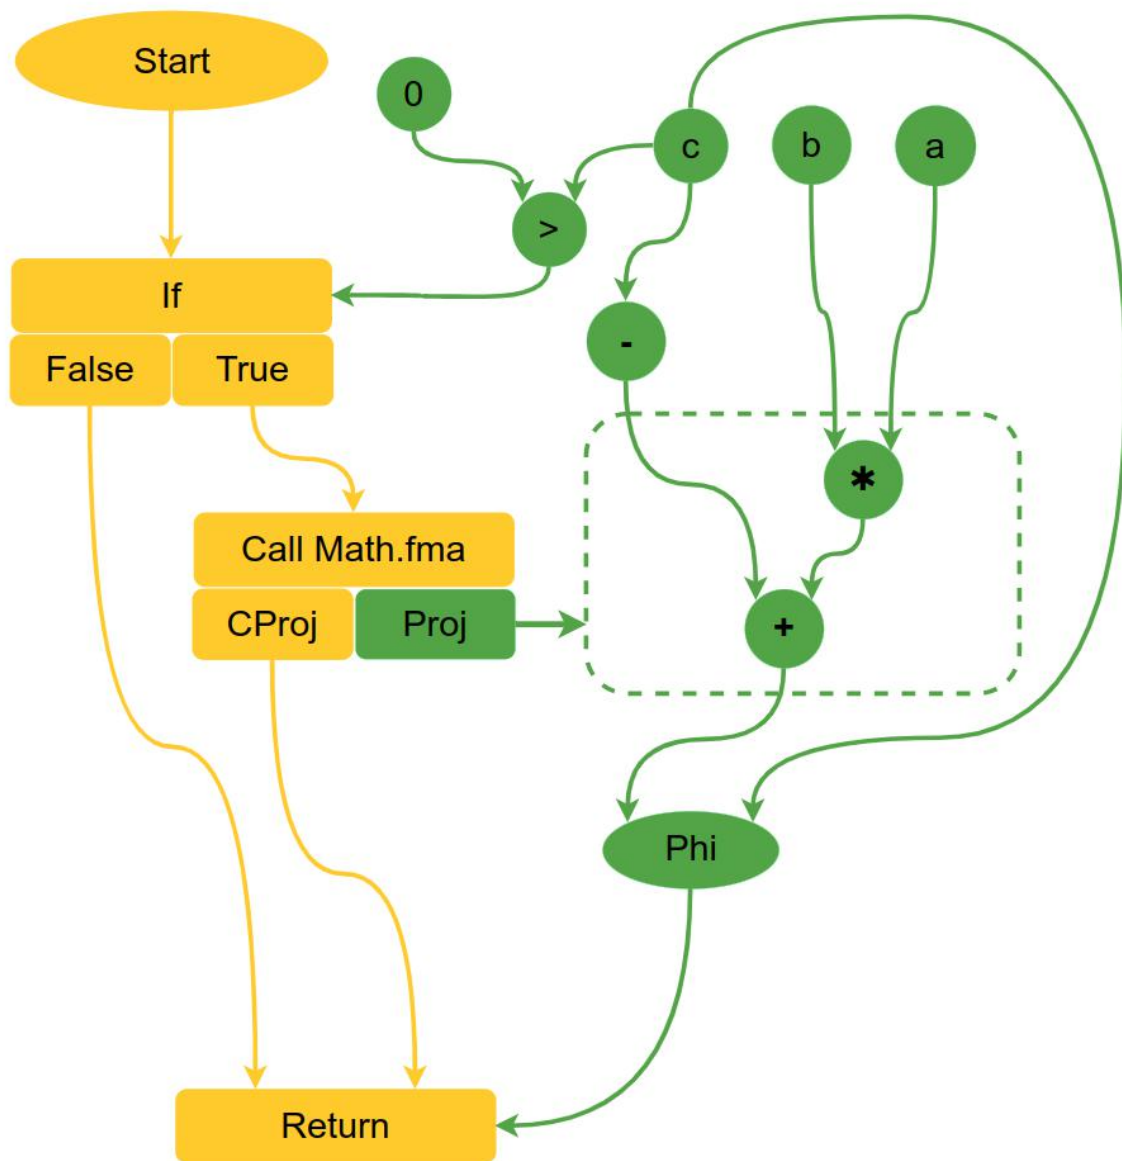 Start
0
c
b
a
>
If
-
False
True
*
Call Math.fma
CProj
Proj
+
Phi
Return